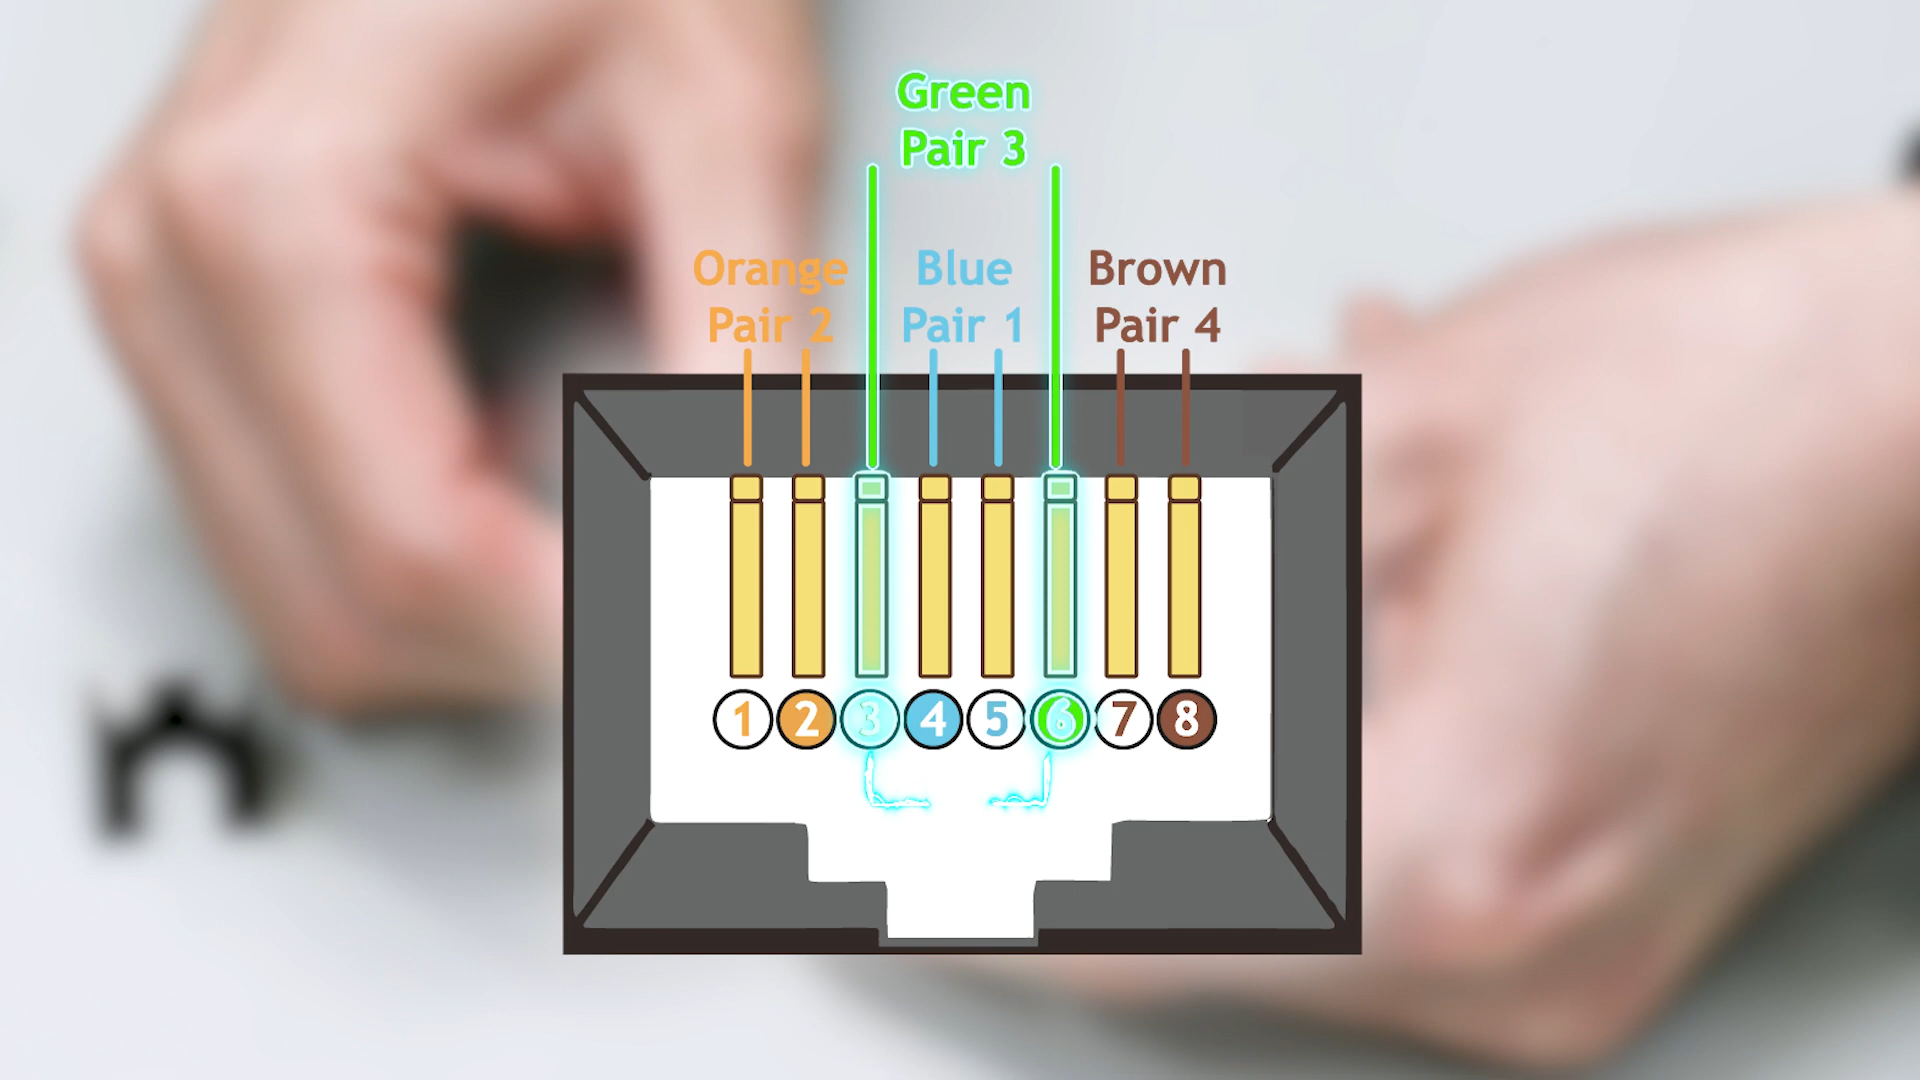 Green
Pair 3
Orange Blue Brown
Pair 2 Pair 1 Pair 4
1 2 3 4 5 6 7 8